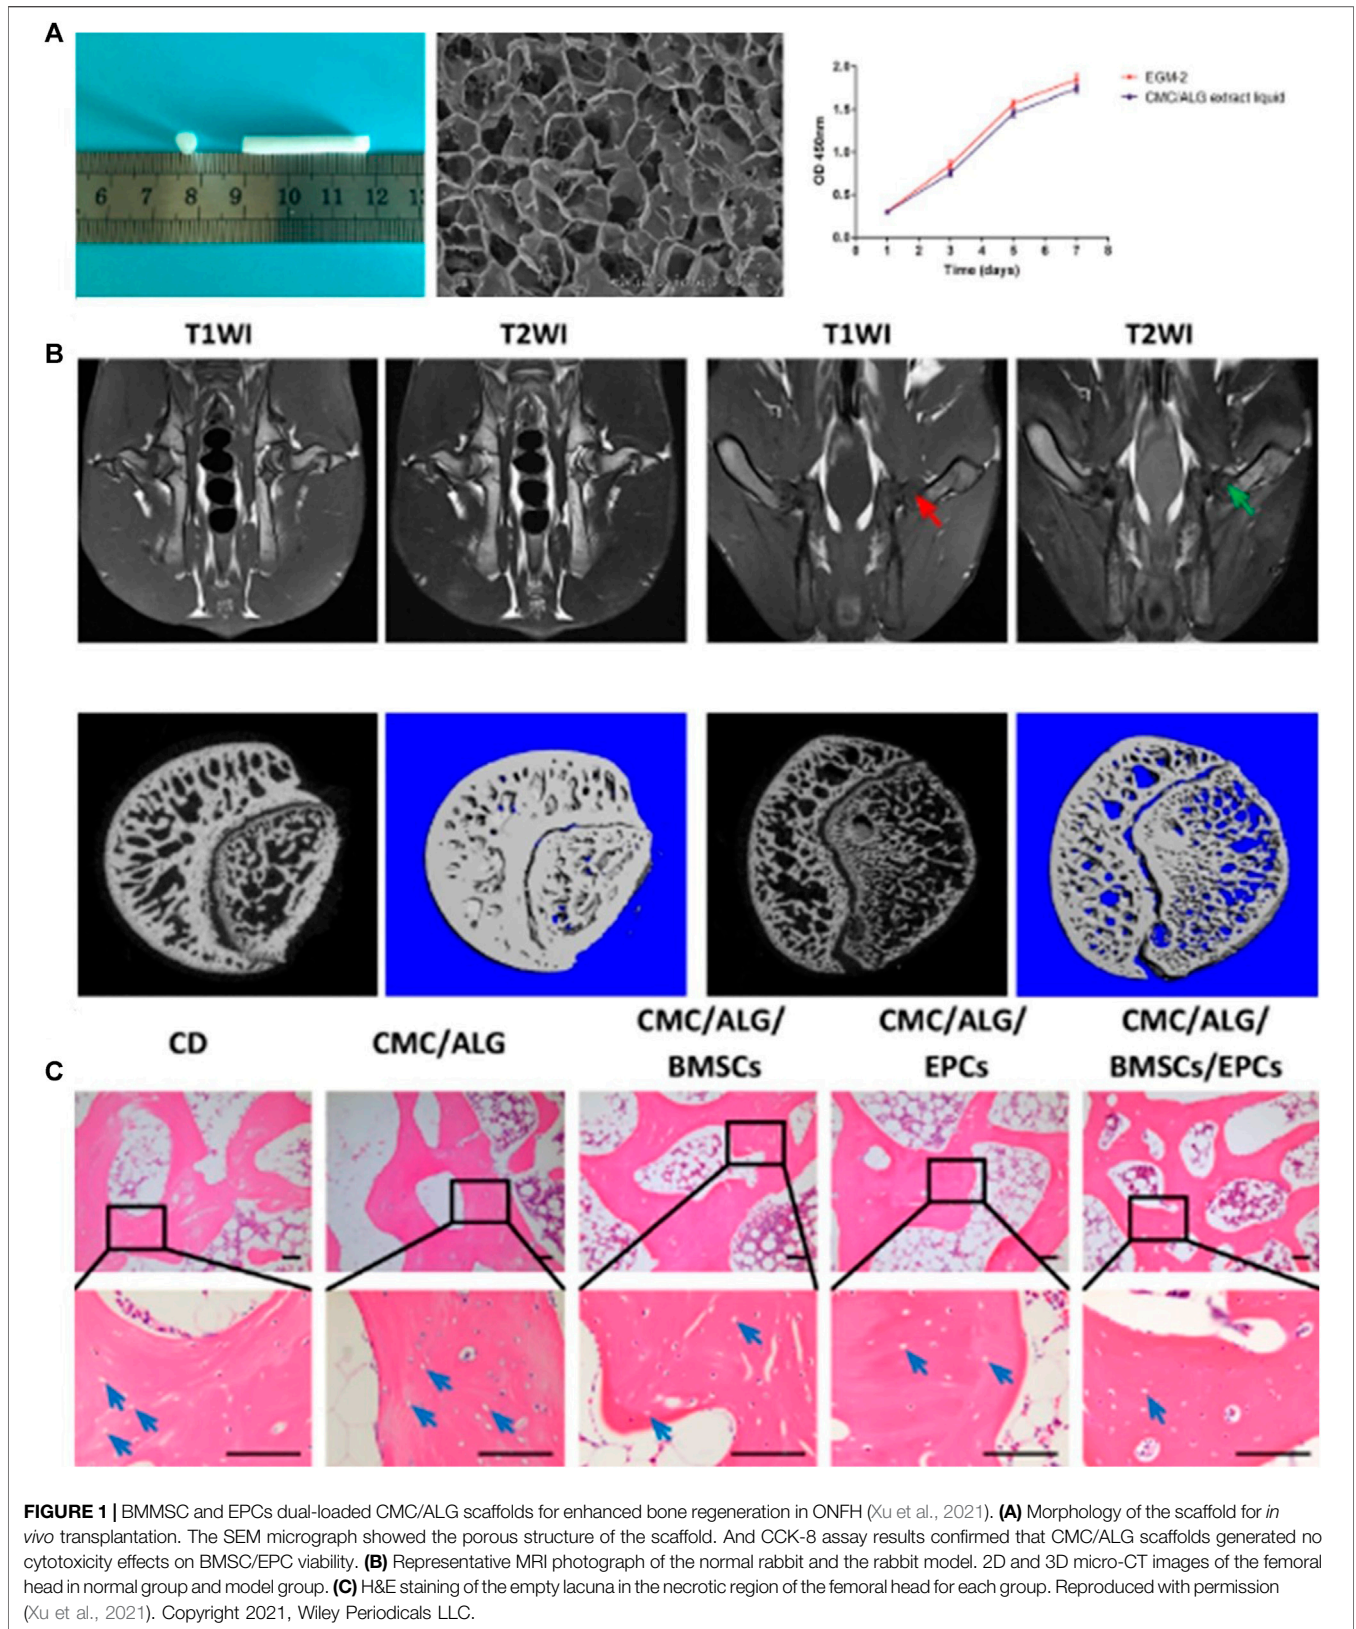 A
6 7 8 9 10 11 12
2.0
1.5
1.0
0.5
0.0
OD 450nm
0 1 2 3 4 5 6 7 8
Time (days)
EGM-2
CMC/ALG extract liquid
B
T1WI T2WI T1WI T2WI
CD CMC/ALG CMC/ALG/ CMC/ALG/ CMC/ALG/
BMSCs EPCs BMSCs/EPCs
C
FIGURE 1 | BMMSC and EPCs dual-loaded CMC/ALG scaffolds for enhanced bone regeneration in ONFH (Xu et al., 2021). (A) Morphology of the scaffold for in
vivo transplantation. The SEM micrograph showed the porous structure of the scaffold. And CCK-8 assay results confirmed that CMC/ALG scaffolds generated no
cytotoxicity effects on BMSC/EPC viability. (B) Representative MRI photograph of the normal rabbit and the rabbit model. 2D and 3D micro-CT images of the femoral
head in normal group and model group. (C) H&E staining of the empty lacuna in the necrotic region of the femoral head for each group. Reproduced with permission
(Xu et al., 2021). Copyright 2021, Wiley Periodicals LLC.